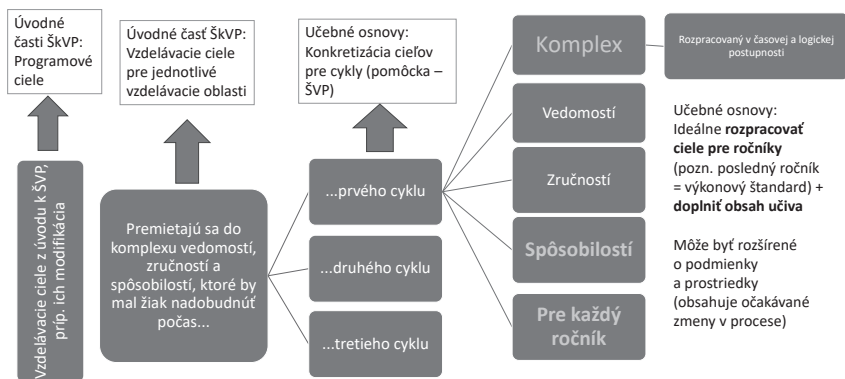 Úvodné
časti ŠkVP:
Programové
ciele
Úvodné časť ŠkVP:
Vzdelávacie ciele
pre jednotlivé
vzdelávacie oblasti
Učebné osnovy:
Konkretizácia cieľov
pre cykly (pomôcka –
ŠVP)
Vzdelávacie ciele z úvodu k ŠVP,
príp. ich modifikácia
Premietajú sa do
komplexu vedomostí,
zručností a
spôsobilostí, ktoré by
mal žiak nadobudnúť
počas...
...prvého cyklu
...druhého cyklu
...tretieho cyklu
Komplex
Vedomostí
Zručností
Spôsobilostí
Pre každý
ročník
Rozpracovaný v časovej a logickej
postupnosti
Učebné osnovy:
Ideálne rozpracovať
ciele pre ročníky
(pozn. posledný ročník
= výkonový štandard) +
doplniť obsah učiva
Môže byť rozšírené
o podmienky
a prostriedky
(obsahuje očakávané
zmeny v procese)